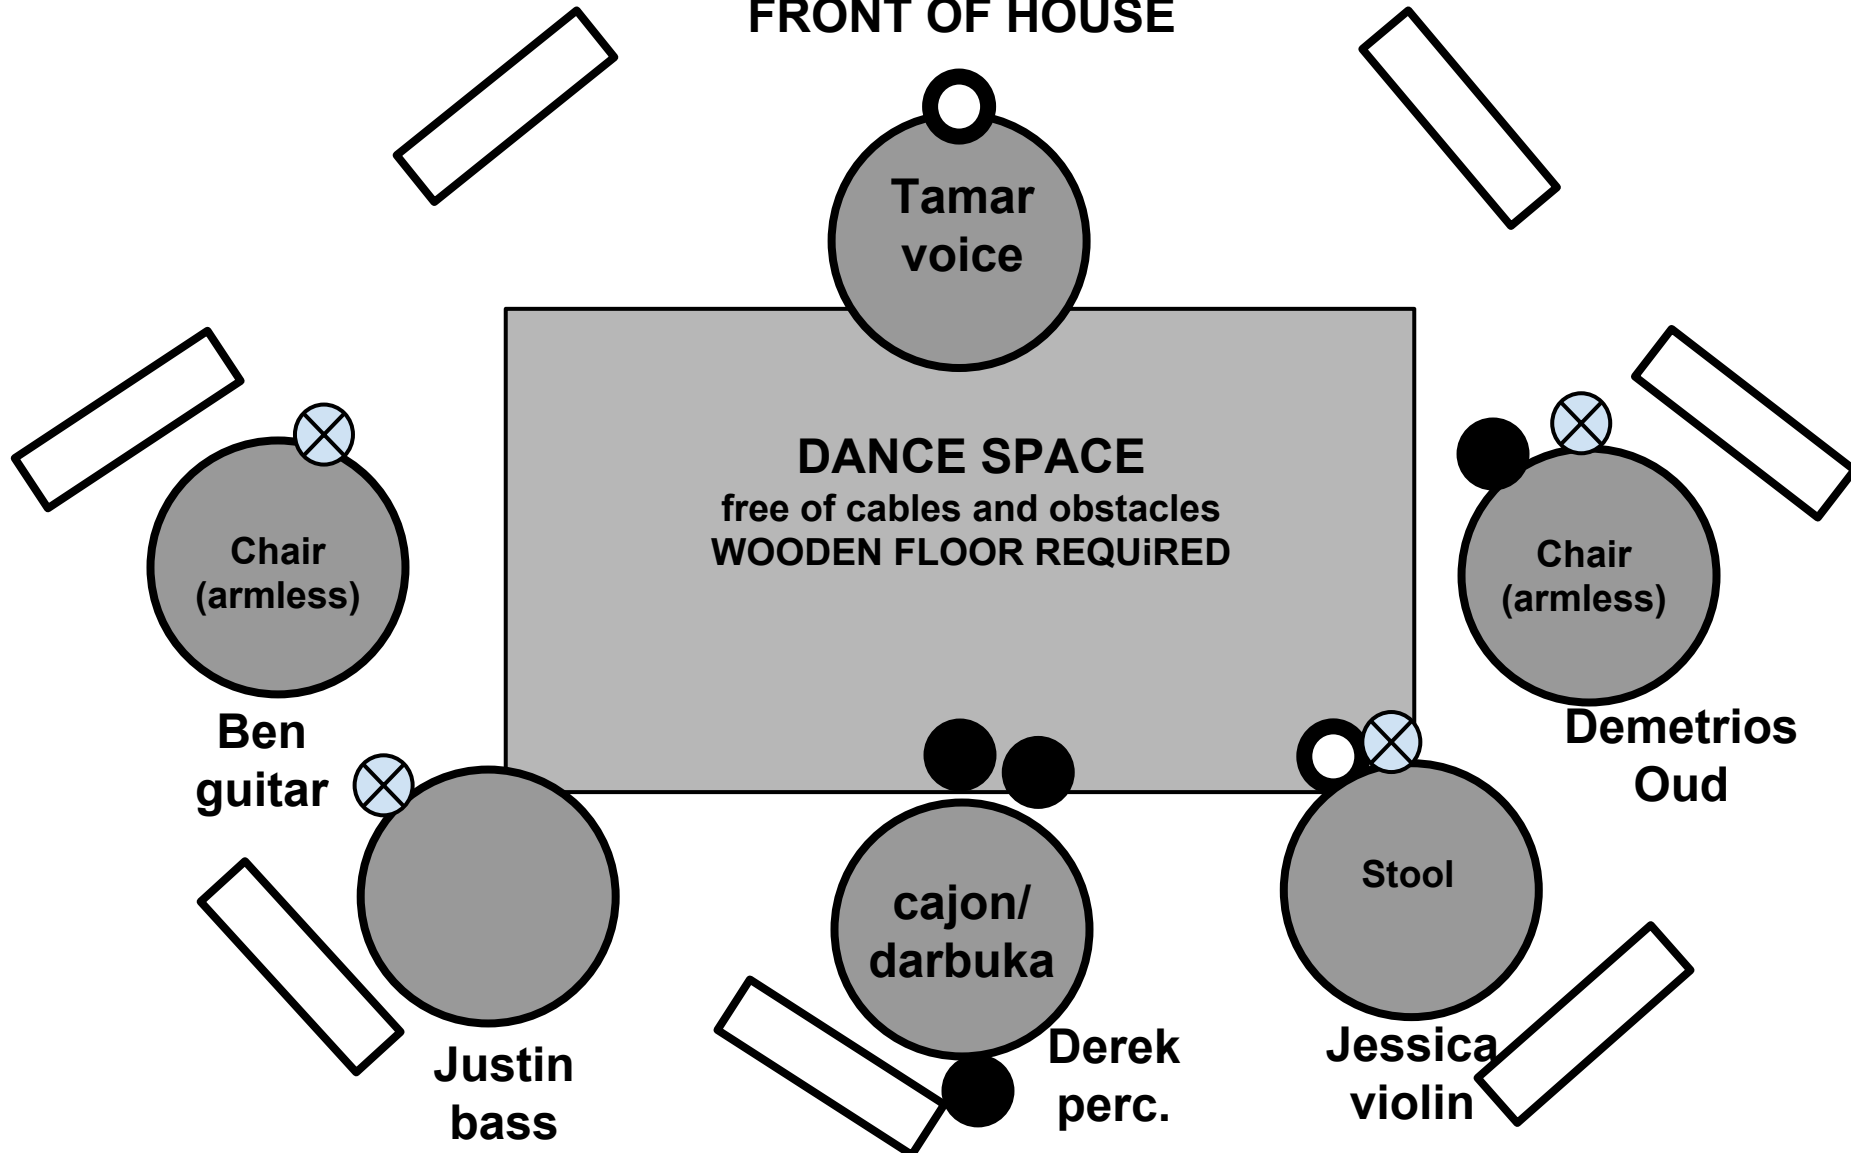 FRONT OF HOUSE
Tamar
voice
DANCE SPACE
free of cables and obstacles
WOODEN FLOOR REQUiRED
Chair
(armless)
Chair
(armless)
Ben
guitar
Demetrios
Oud
cajon/
darbuka
Stool
Justin
bass
Derek
perc.
Jessica
violin